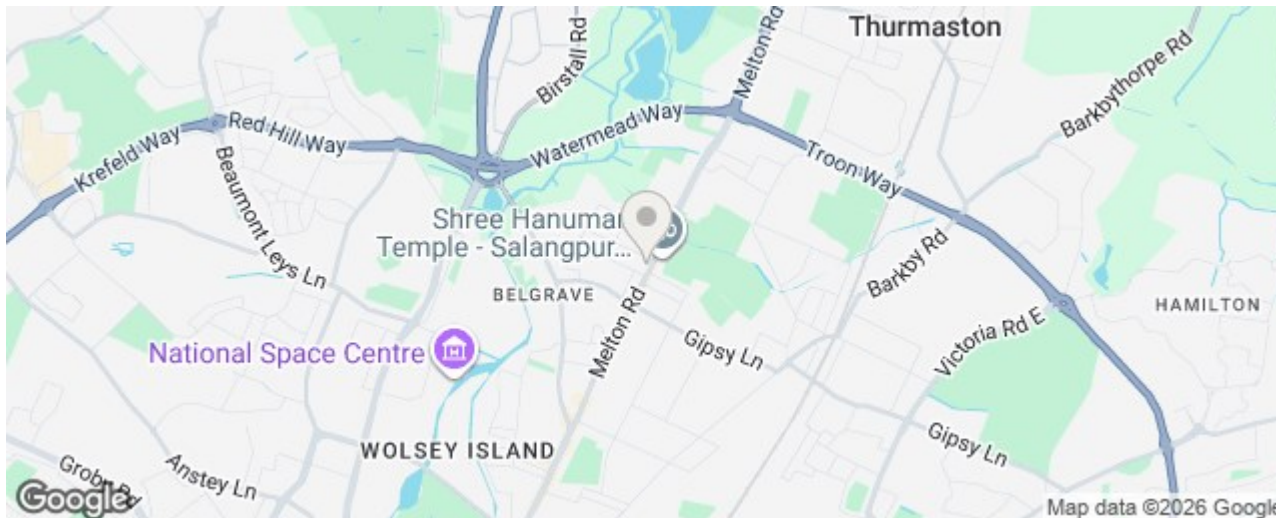 Thurmaston
Birstall Rd
Melton Rd
Barkbythorpe Rd
Krefeld Way
Red Hill Way
Watermead Way
Troon Way
Beaumont Leys Ln
Shree Hanuman
Temple - Salangpur...
Barkby Rd
BELGRAVE
HAMILTON
Victoria Rd E
National Space Centre
Melton Rd
Gipsy Ln
WOLSEY ISLAND
Gipsy Ln
Groby Rd
Anstey Ln
Google
Map data ©2026 Google